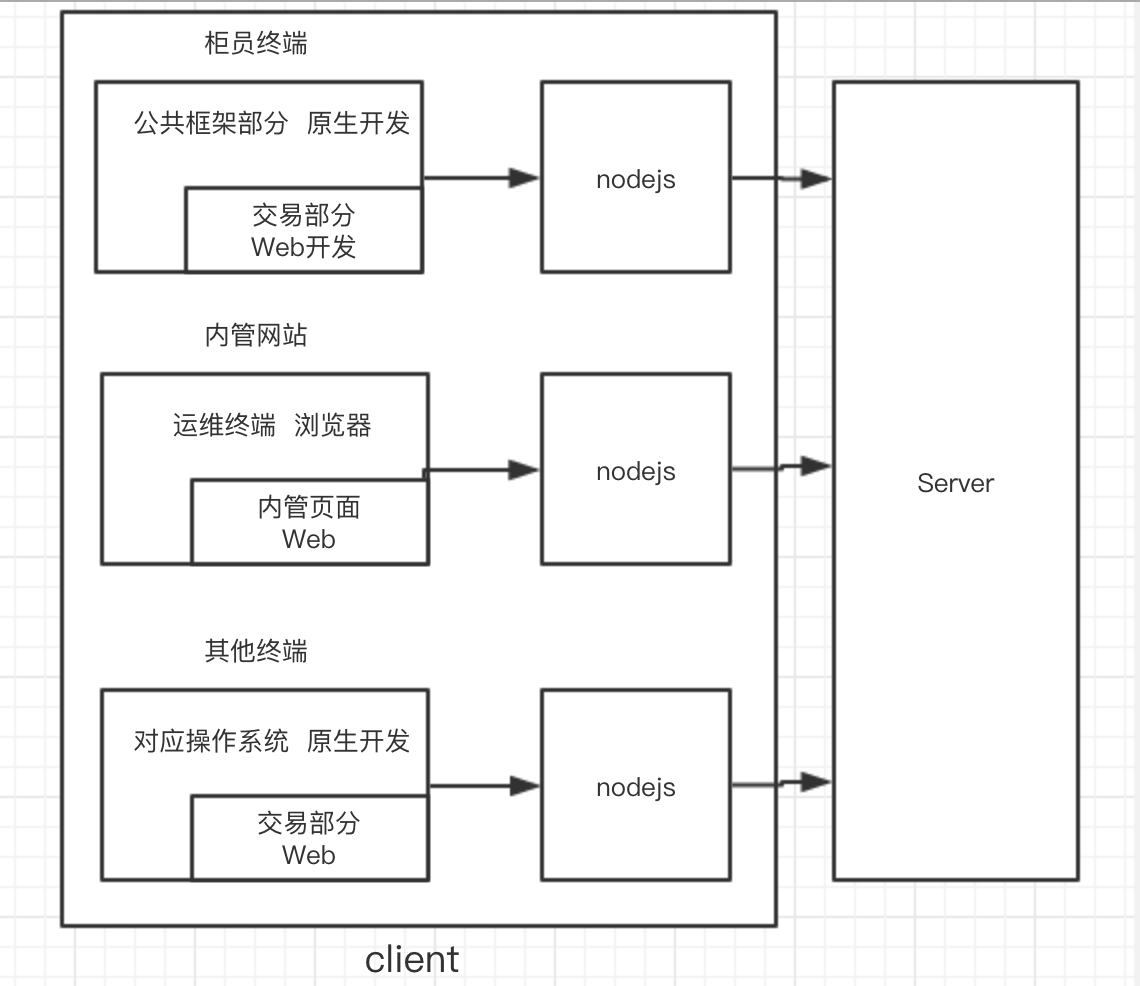 柜员终端
公共框架部分 原生开发
交易部分
Web开发
nodejs
内管网站
运维终端 浏览器
内管页面
Web
nodejs
Server
其他终端
对应操作系统 原生开发
交易部分
Web
nodejs
client